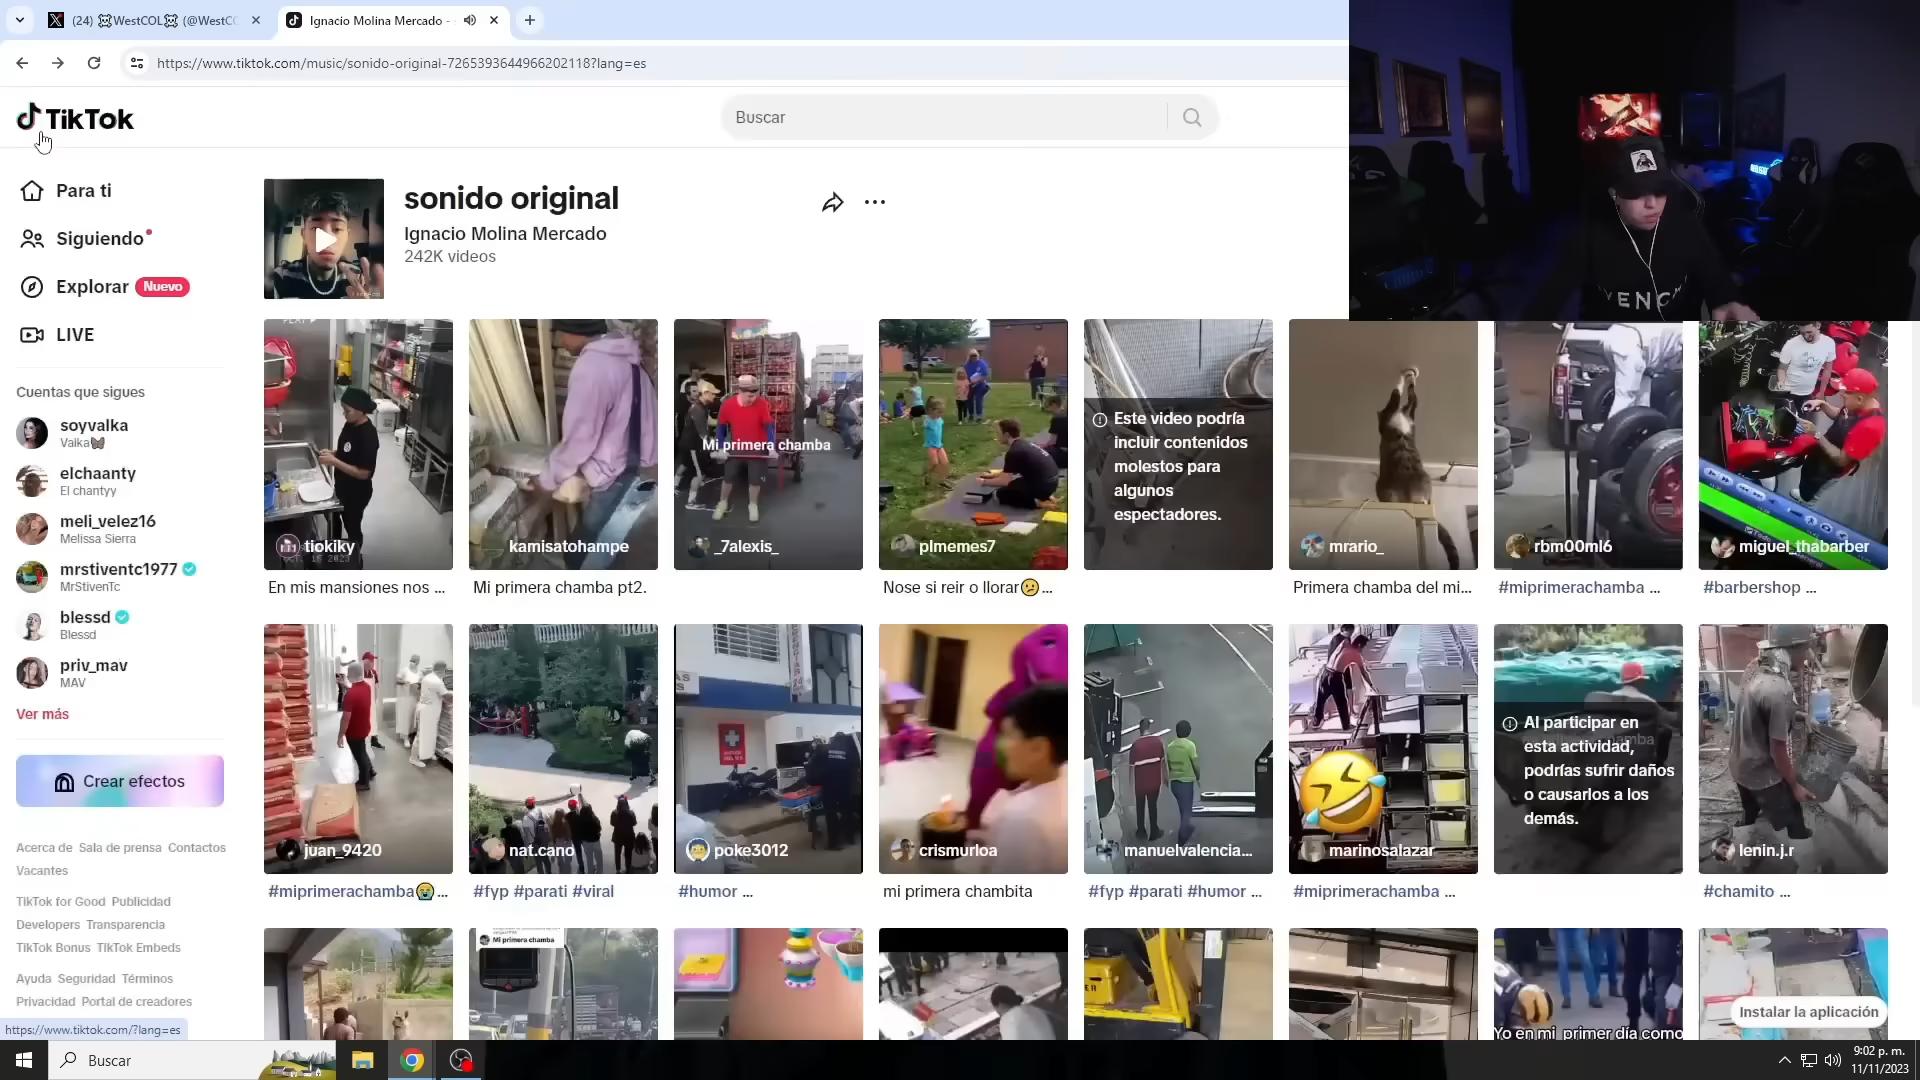 (24) ☠️WestCOL☠️ (@WestCO
Ignacio Molina Mercado -
https://www.tiktok.com/music/sonido-original-7265393644966202118?lang=es
TikTok
Buscar
Para ti
Siguiendo
Explorar Nuevo
LIVE
Cuentas que sigues
soyvalka
Valka🦋
elchaanty
El chantyy
meli_velez16
Melissa Sierra
mrstiventc1977
MrStivenTc
blessd
Blessd
priv_mav
MAV
Ver más
Crear efectos
Acerca de Sala de prensa Contactos
Vacantes
TikTok for Good Publicidad
Developers Transparencia
TikTok Bonus TikTok Embeds
Ayuda Seguridad Términos
Privacidad Portal de creadores
https://www.tiktok.com/?lang=es
sonido original
Ignacio Molina Mercado
242K videos
Mi primera chamba
Este video podría
incluir contenidos
molestos para
algunos
espectadores.
tiokiky
kamisatohampe
_7alexis_
plmemes7
mrario_
rbm00ml6
miguel_thabarber
En mis mansiones nos ...
Mi primera chamba pt2.
Nose si reir o llorar😕...
Primera chamba del mi...
#miprimerachamba ...
#barbershop ...
Al participar en
esta actividad,
podrías sufrir daños
o causarlos a los
demás.
juan_9420
nat.cano
poke3012
crismurloa
manuelvalencia...
marinosalazar
lenin.j.r
#miprimerachamba😭...
#fyp #parati #viral
#humor ...
mi primera chambita
#fyp #parati #humor ...
#miprimerachamba ...
#chamito ...
Mi primera chamba
Yo en mi primer día como
Instalar la aplicación
Buscar
9:02 p. m.
11/11/2023